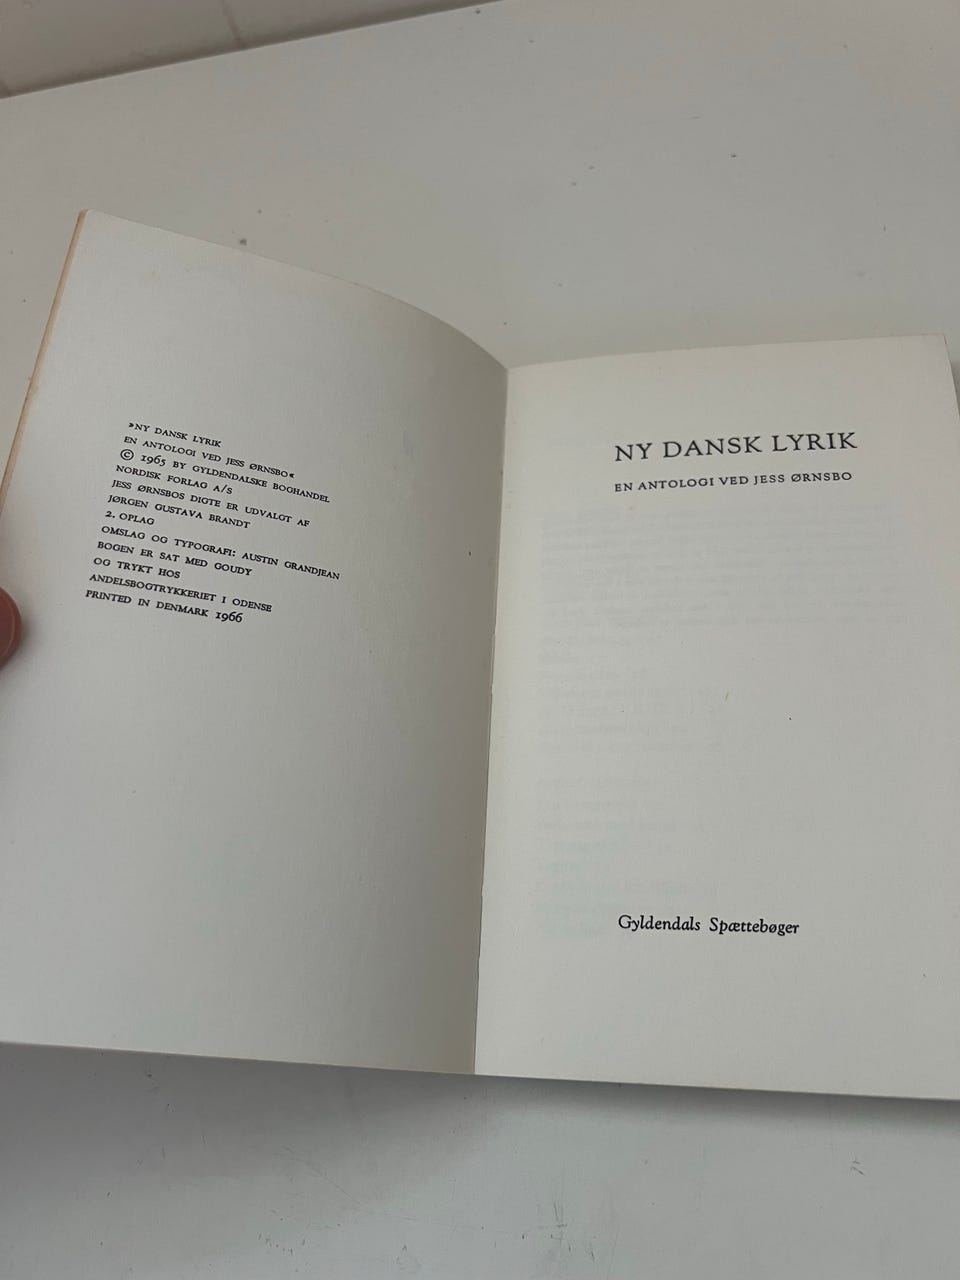 »NY DANSK LYRIK
EN ANTOLOGI VED JESS ØRNSBO«
© 1965 BY GYLDENDALSKE BOGHANDEL
NORDISK FORLAG A/S
JESS ØRNSBOS DIGTE ER UDVALGT AF
JØRGEN GUSTAVA BRANDT
2. OPLAG
OMSLAG OG TYPOGRAFI: AUSTIN GRANDJEAN
BOGEN ER SAT MED GOUDY
OG TRYKT HOS
ANDELSBOGTRYKKERIET I ODENSE
PRINTED IN DENMARK 1966
NY DANSK LYRIK
EN ANTOLOGI VED JESS ØRNSBO
Gyldendals Spættebøger